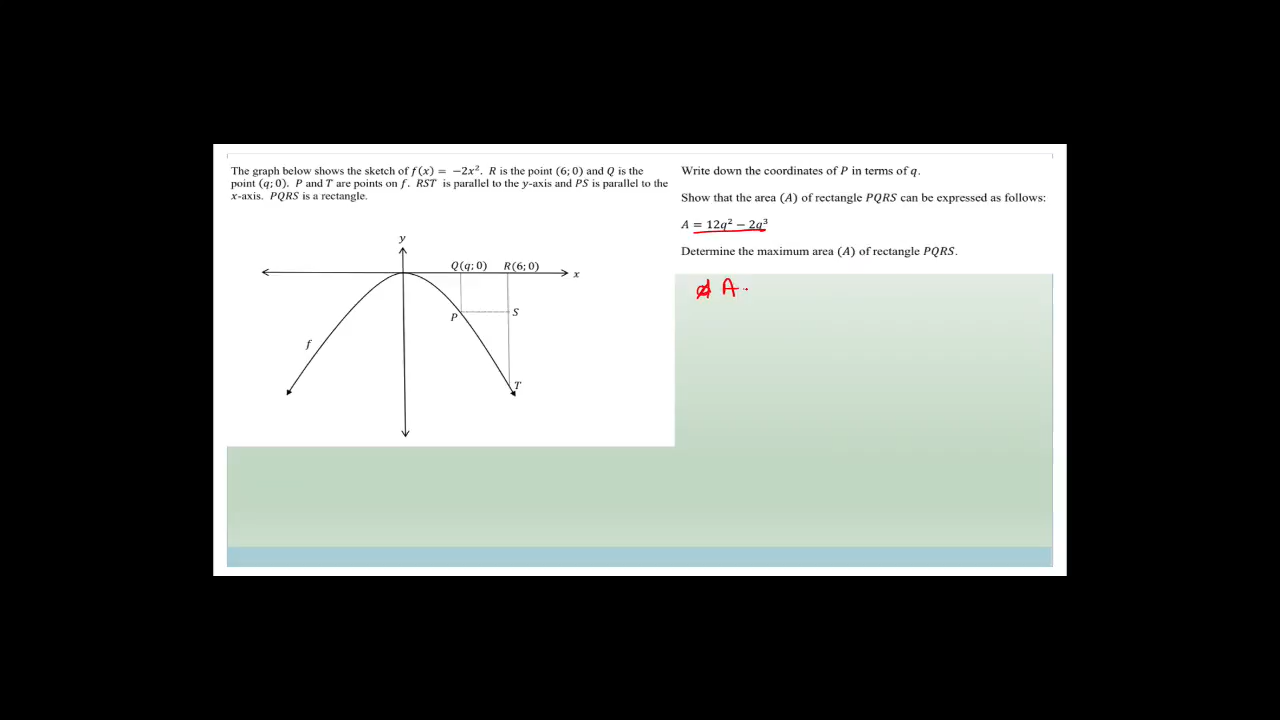 The graph below shows the sketch of f(x) = −2x². R is the point (6; 0) and Q is the
point (q; 0). P and T are points on f. RST is parallel to the y-axis and PS is parallel to the
x-axis. PQRS is a rectangle.
y
Q(q; 0) R(6; 0)
x
P S
f
T
Write down the coordinates of P in terms of q.
Show that the area (A) of rectangle PQRS can be expressed as follows:
A = 12q² − 2q³
Determine the maximum area (A) of rectangle PQRS.
A